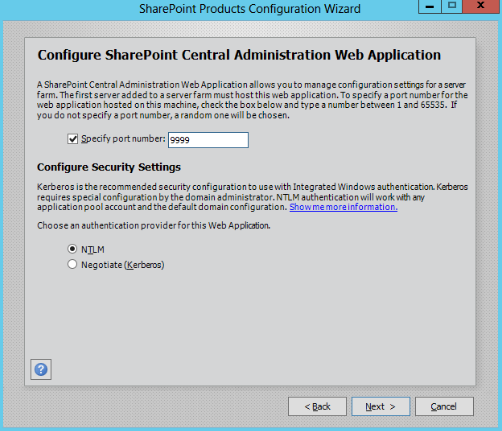 SharePoint Products Configuration Wizard
Configure SharePoint Central Administration Web Application
A SharePoint Central Administration Web Application allows you to manage configuration settings for a server
farm. The first server added to a server farm must host this web application. To specify a port number for the
web application hosted on this machine, check the box below and type a number between 1 and 65535. If
you do not specify a port number, a random one will be chosen.
Specify port number: 9999
Configure Security Settings
Kerberos is the recommended security configuration to use with Integrated Windows authentication. Kerberos
requires special configuration by the domain administrator. NTLM authentication will work with any
application pool account and the default domain configuration. Show me more information.
Choose an authentication provider for this Web Application.
NTLM
Negotiate (Kerberos)
?
< Back Next > Cancel